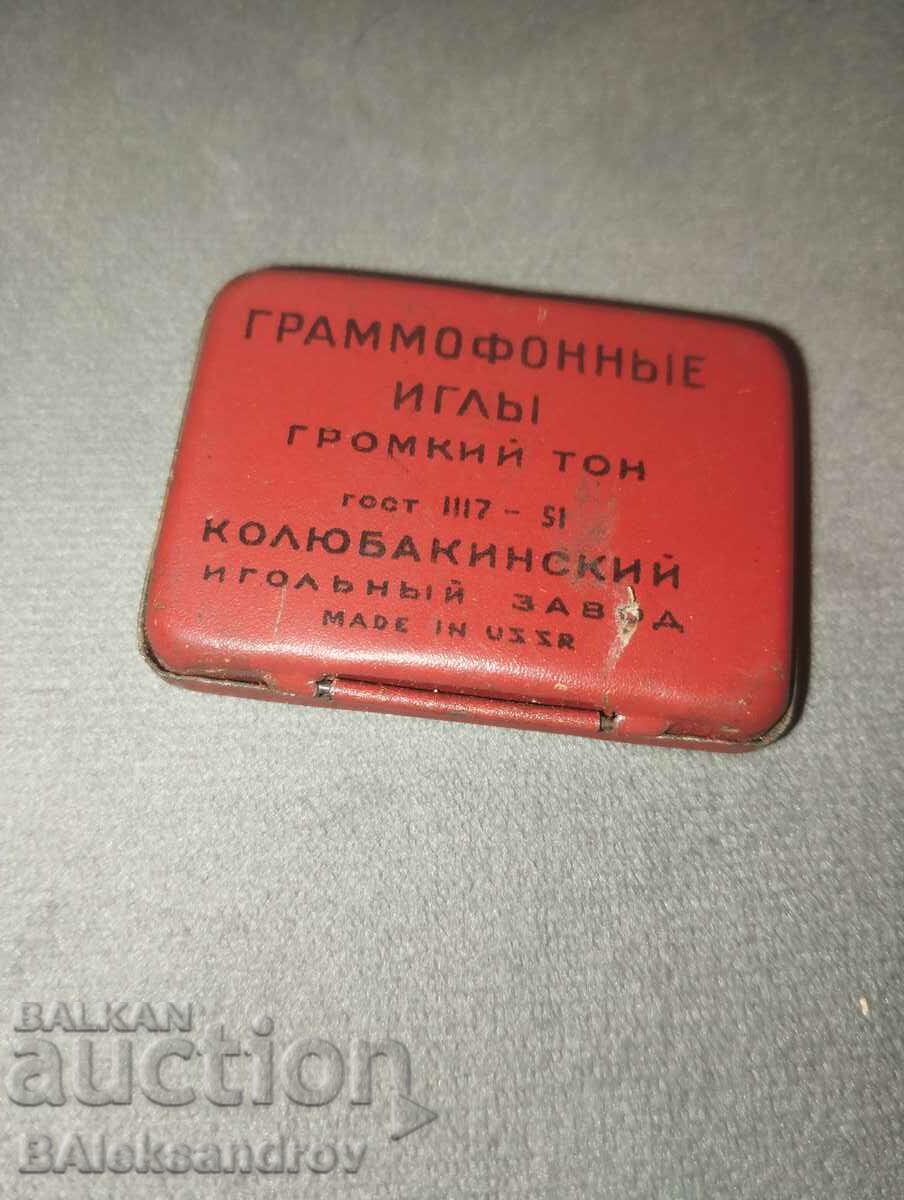 ГРАММОФОННЫЕ
ИГЛЫ
ГРОМКИЙ ТОН
ГОСТ 1117 - 51
КОЛЮБАКИНСКИЙ
ИГОЛЬНЫЙ ЗАВОД
MADE IN USSR
BALKAN
auction
BAleksandrov